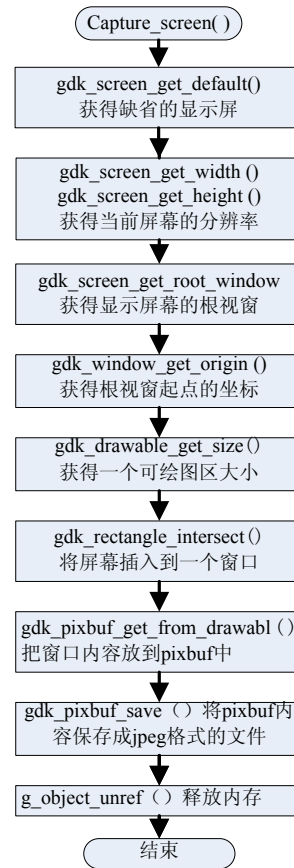 Capture_screen( )
gdk_screen_get_default()
获得缺省的显示屏
gdk_screen_get_width ()
gdk_screen_get_height ()
获得当前屏幕的分辨率
gdk_screen_get_root_window
获得显示屏幕的根视窗
gdk_window_get_origin ()
获得根视窗起点的坐标
gdk_drawable_get_size()
获得一个可绘图区大小
gdk_rectangle_intersect()
将屏幕插入到一个窗口
gdk_pixbuf_get_from_drawabl（）
把窗口内容放到pixbuf中
gdk_pixbuf_save（）将pixbuf内
容保存成jpeg格式的文件
g_object_unref（）释放内存
结束